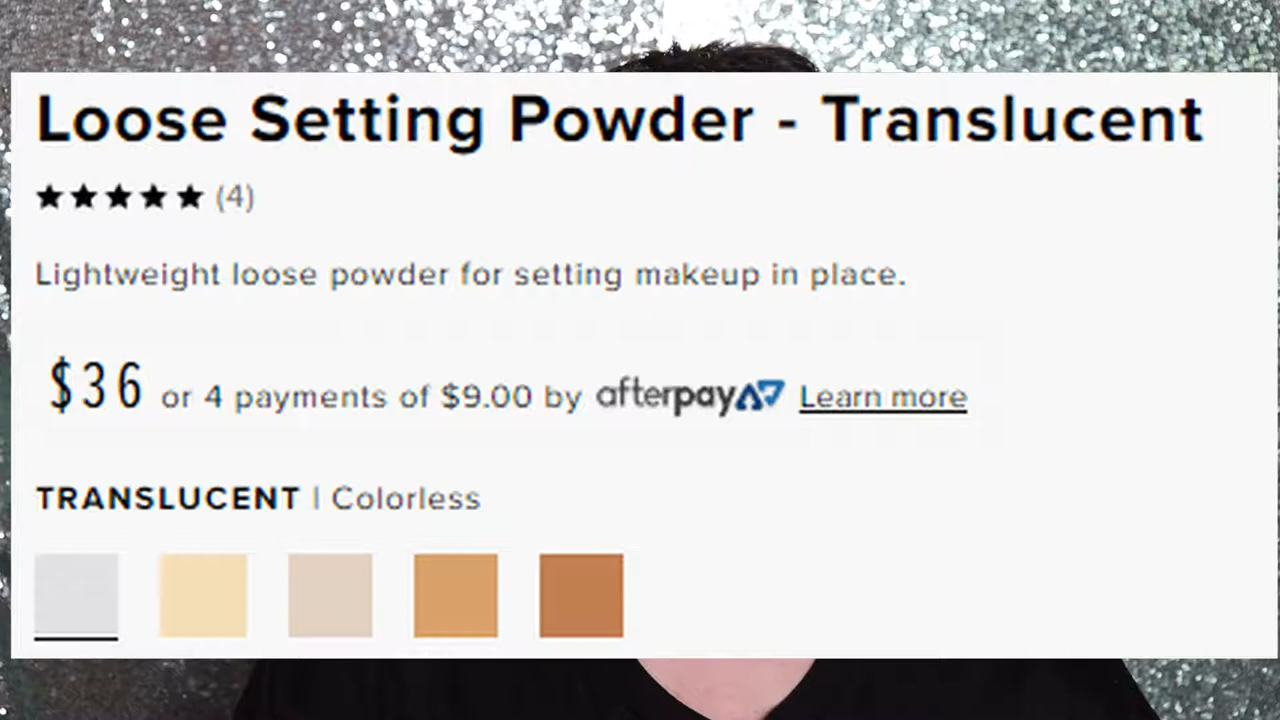 Loose Setting Powder - Translucent
★★★★★ (4)
Lightweight loose powder for setting makeup in place.
$36 or 4 payments of $9.00 by afterpay Learn more
TRANSLUCENT | Colorless